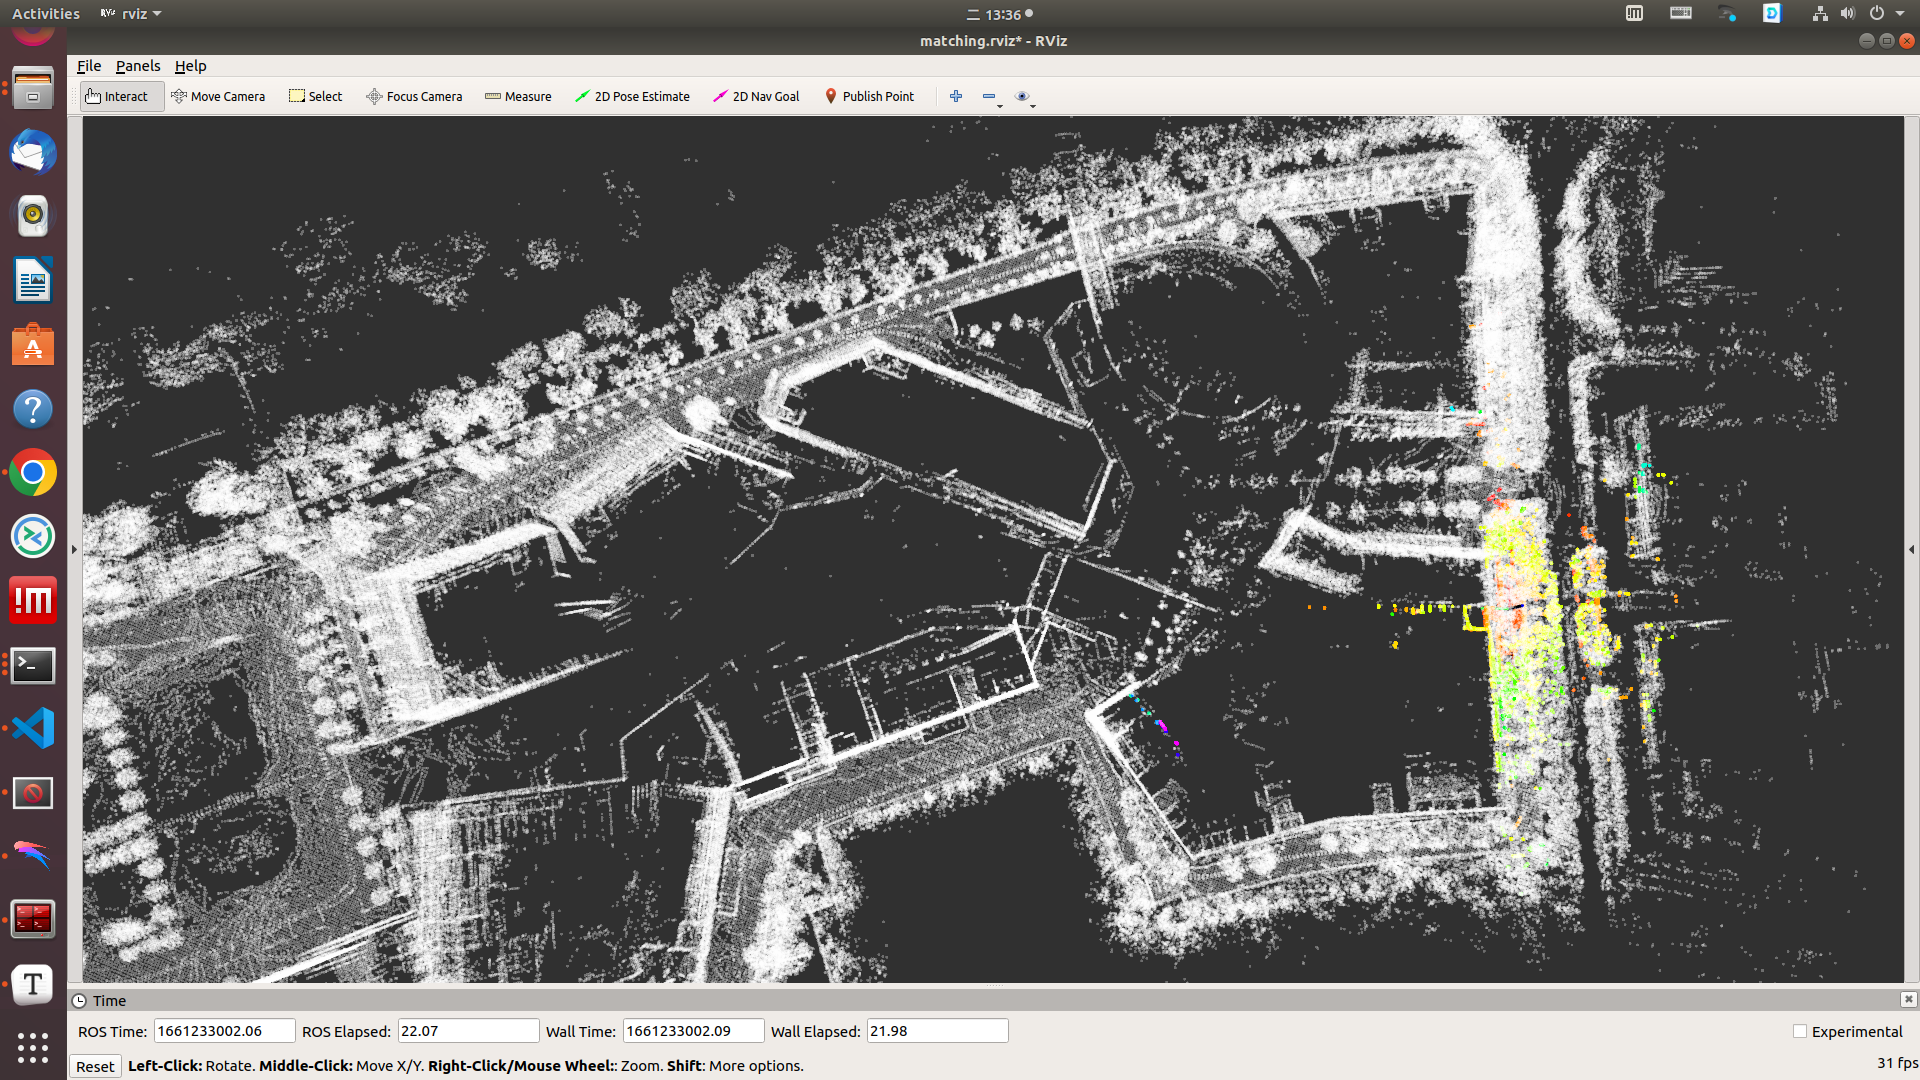 Activities RViz rviz 二 13:36
matching.rviz* - RViz
File Panels Help
Interact Move Camera Select Focus Camera Measure 2D Pose Estimate 2D Nav Goal Publish Point
Time
ROS Time: 1661233002.06 ROS Elapsed: 22.07 Wall Time: 1661233002.09 Wall Elapsed: 21.98 Experimental
Reset Left-Click: Rotate. Middle-Click: Move X/Y. Right-Click/Mouse Wheel:: Zoom. Shift: More options. 31 fps